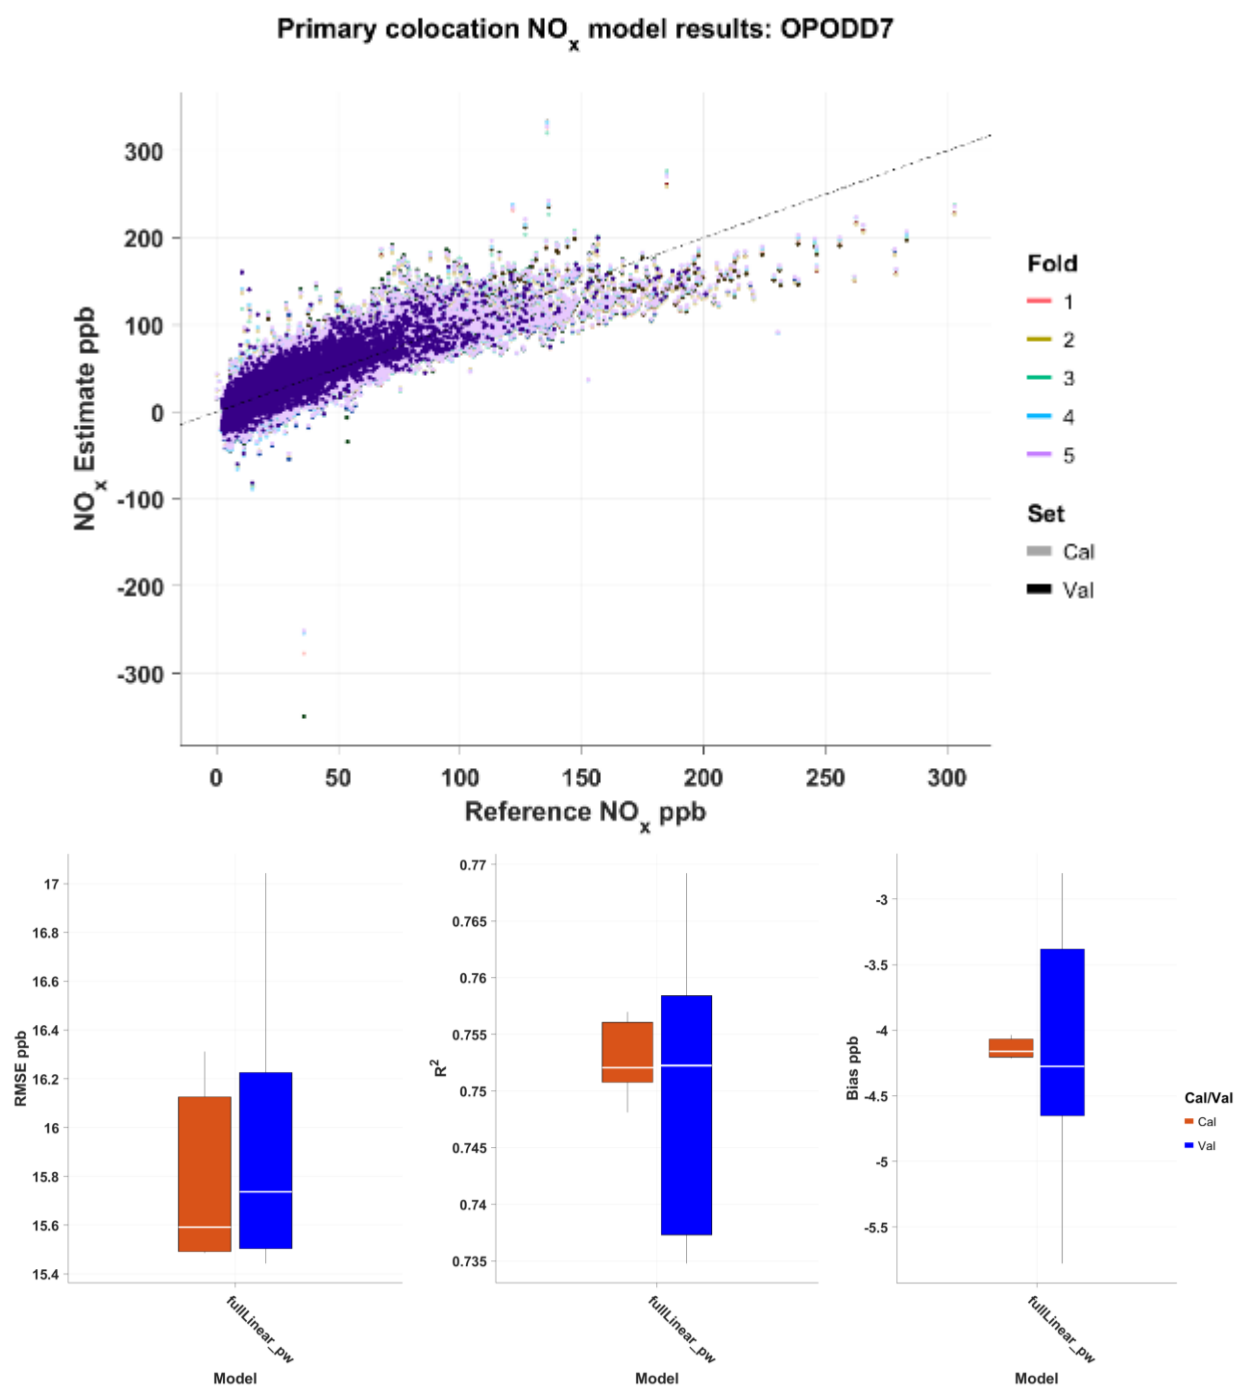 Primary colocation NOx model results: OPODD7
300
200
100
0
-100
-200
-300
NOx Estimate ppb
0 50 100 150 200 250 300
Reference NOx ppb
Fold
1
2
3
4
5
Set
Cal
Val
17
16.8
16.6
16.4
16.2
16
15.8
15.6
15.4
RMSE ppb
fullLinear_pw
Model
0.77
0.765
0.76
0.755
0.75
0.745
0.74
0.735
R2
fullLinear_pw
Model
-3
-3.5
-4
-4.5
-5
-5.5
Bias ppb
fullLinear_pw
Model
Cal/Val
Cal
Val